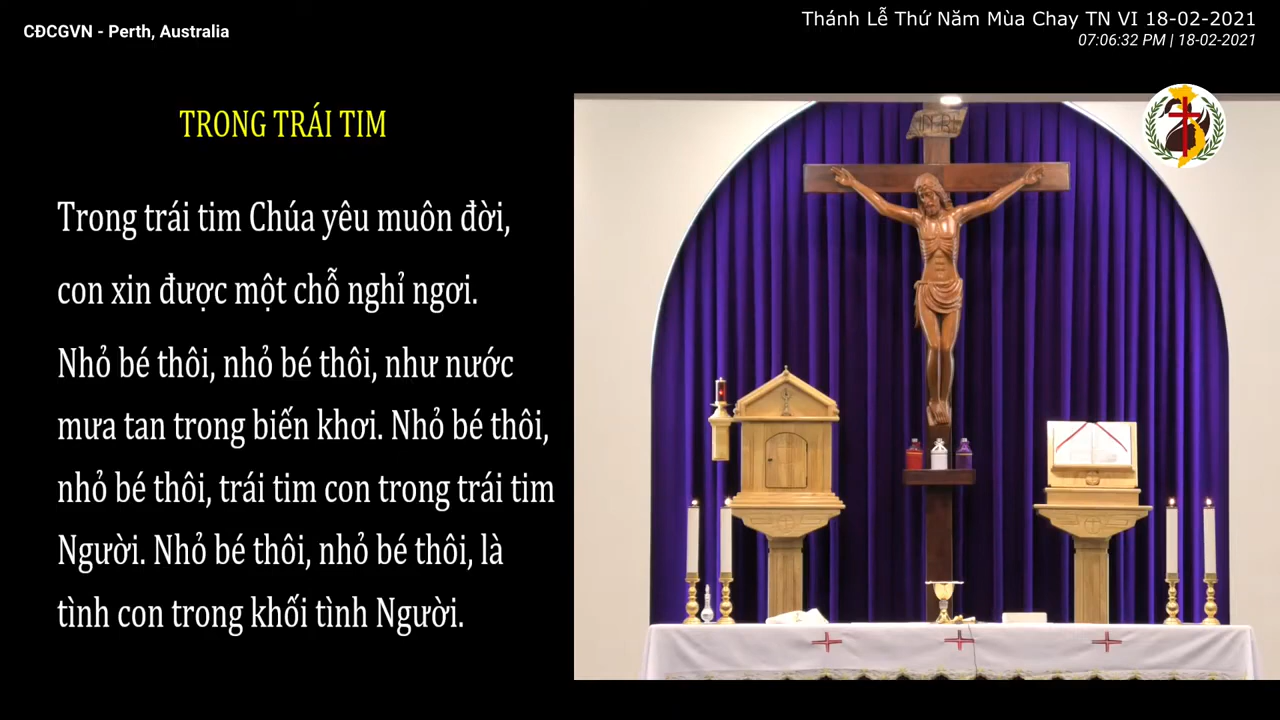 CĐCGVN - Perth, Australia
Thánh Lễ Thứ Năm Mùa Chay TN VI 18-02-2021
07:06:32 PM | 18-02-2021
TRONG TRÁI TIM
Trong trái tim Chúa yêu muôn đời,
con xin được một chỗ nghỉ ngơi.
Nhỏ bé thôi, nhỏ bé thôi, như nước
mưa tan trong biển khơi. Nhỏ bé thôi,
nhỏ bé thôi, trái tim con trong trái tim
Người. Nhỏ bé thôi, nhỏ bé thôi, là
tình con trong khối tình Người.
INRI